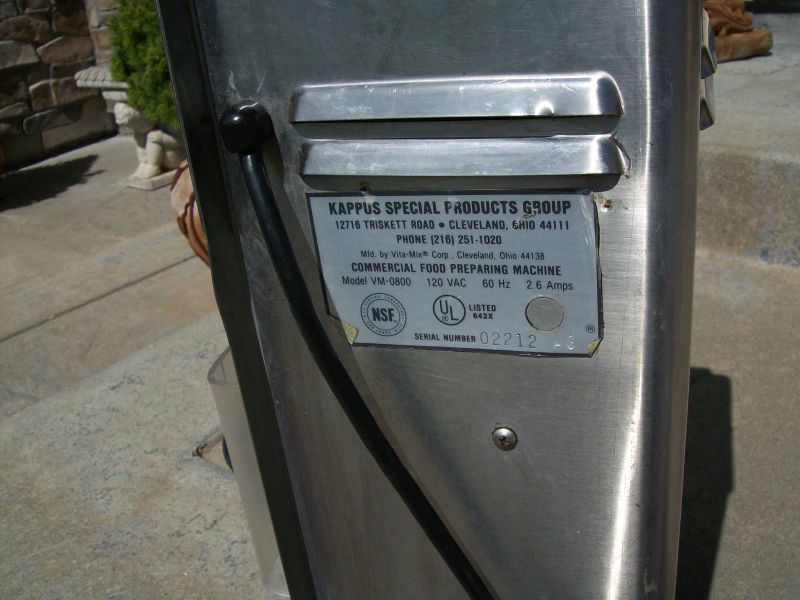 KAPPUS SPECIAL PRODUCTS GROUP
12716 TRISKETT ROAD • CLEVELAND, OHIO 44111
PHONE (216) 251-1020
Mfd. by Vita-Mix® Corp., Cleveland, Ohio 44138
COMMERCIAL FOOD PREPARING MACHINE
Model VM-0800 120 VAC 60 Hz 2.6 Amps
NSF.
UL
LISTED
642X
SERIAL NUMBER 02212